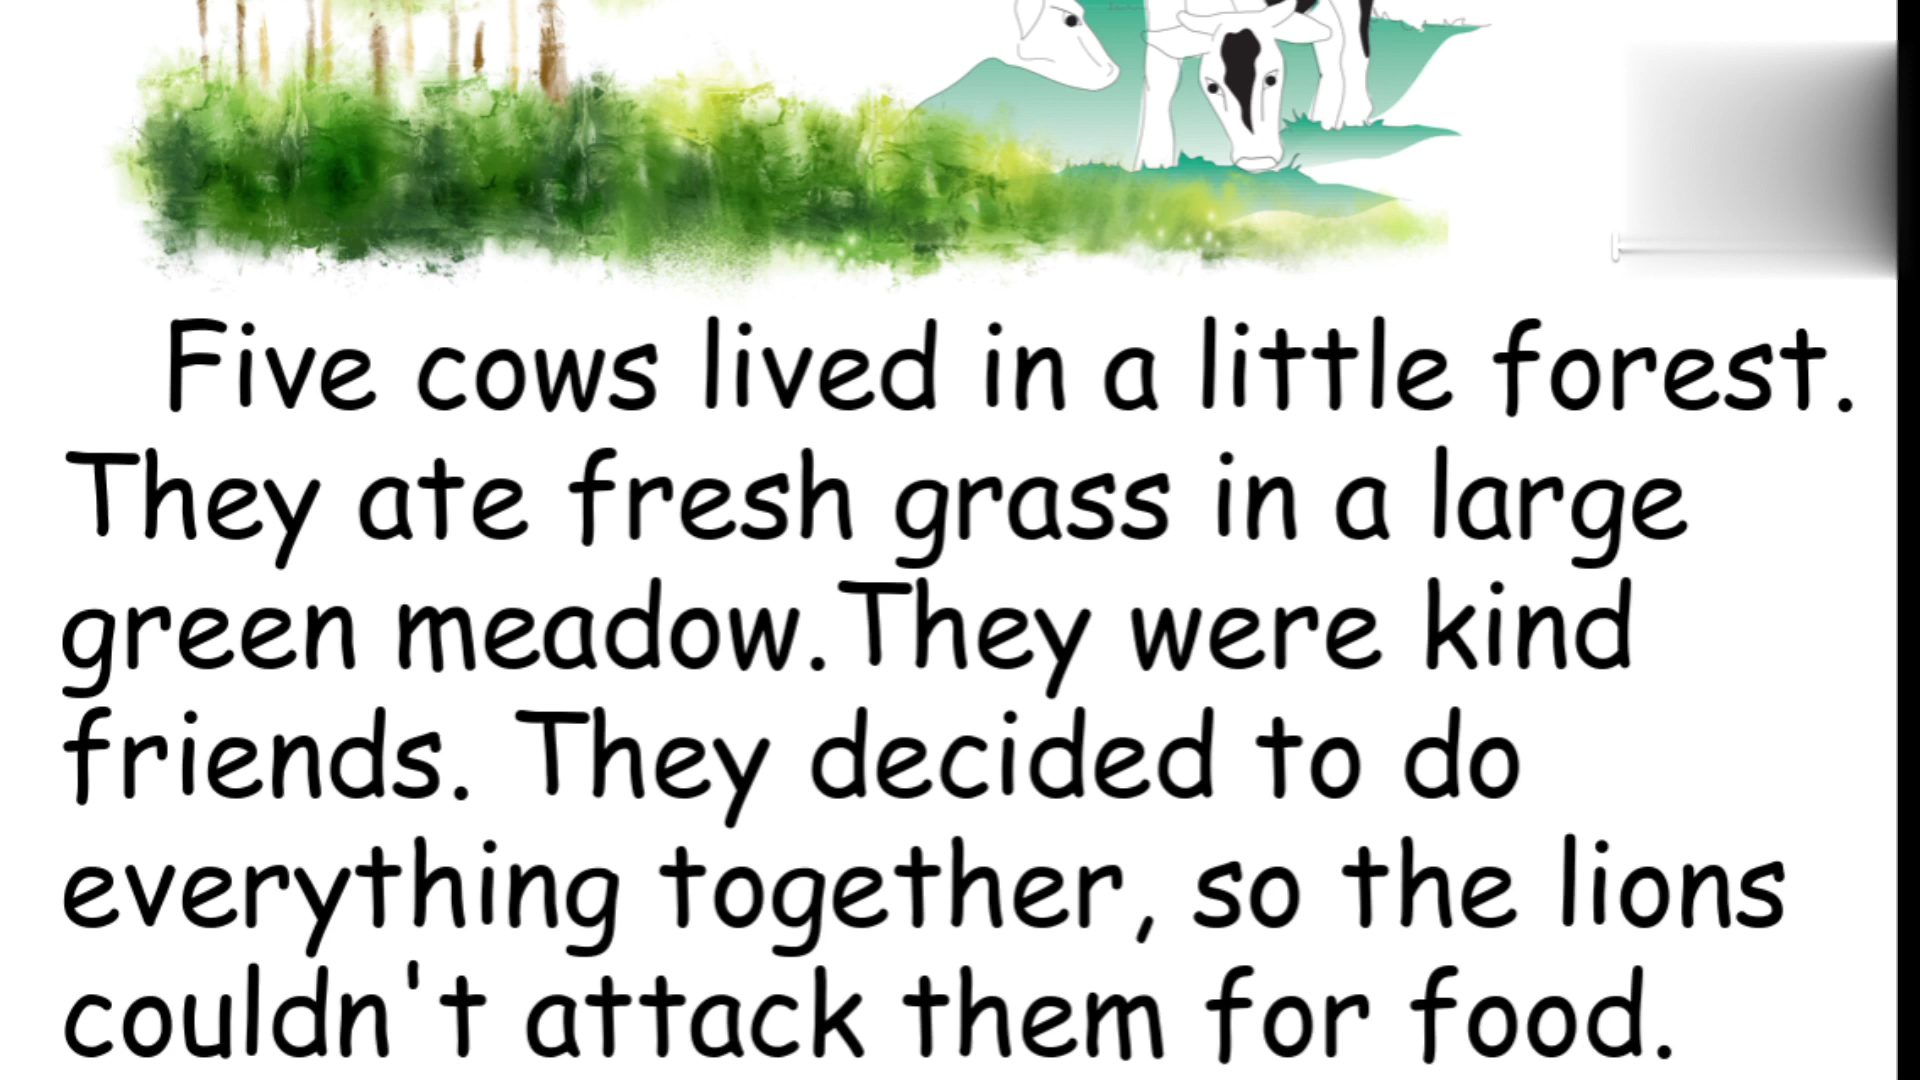 Five cows lived in a little forest.
They ate fresh grass in a large
green meadow.They were kind
friends. They decided to do
everything together, so the lions
couldn't attack them for food.